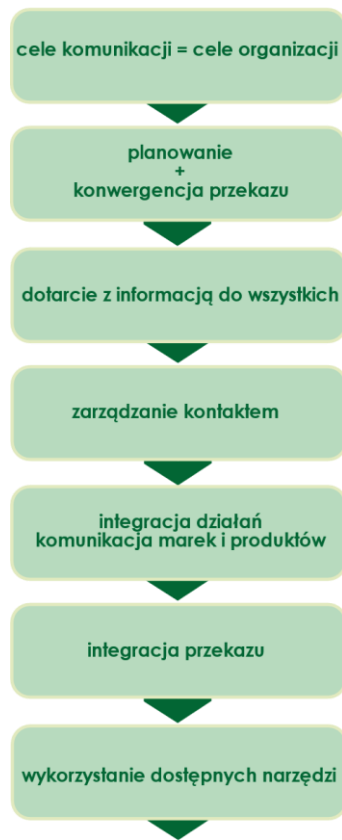 cele komunikacji = cele organizacji
planowanie
+
konwergencja przekazu
dotarcie z informacją do wszystkich
zarządzanie kontaktem
integracja działań
komunikacja marek i produktów
integracja przekazu
wykorzystanie dostępnych narzędzi